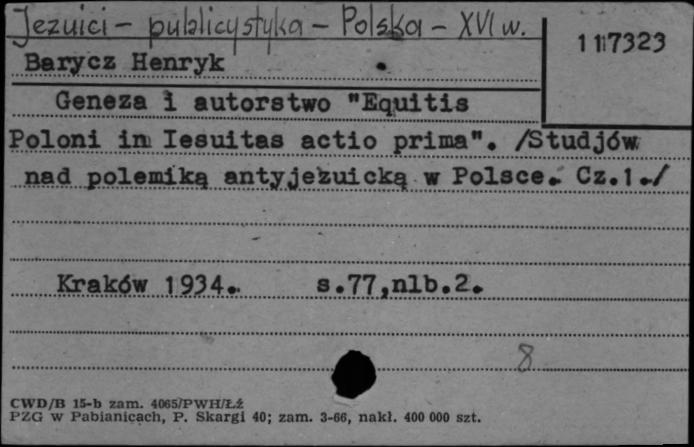 Jezuici - publicystyka - Polska - XVI w.
117323
Barycz Henryk
Geneza i autorstwo "Equitis
Poloni in Iesuitas actio prima". /Studjów
nad polemiką antyjezuicką w Polsce. Cz.1./
Kraków 1934. s.77,nlb.2.
8
CWD/B 15-b zam. 4065/PWH/Łź
PZG w Pabianicach, P. Skargi 40; zam. 3-66, nakł. 400 000 szt.